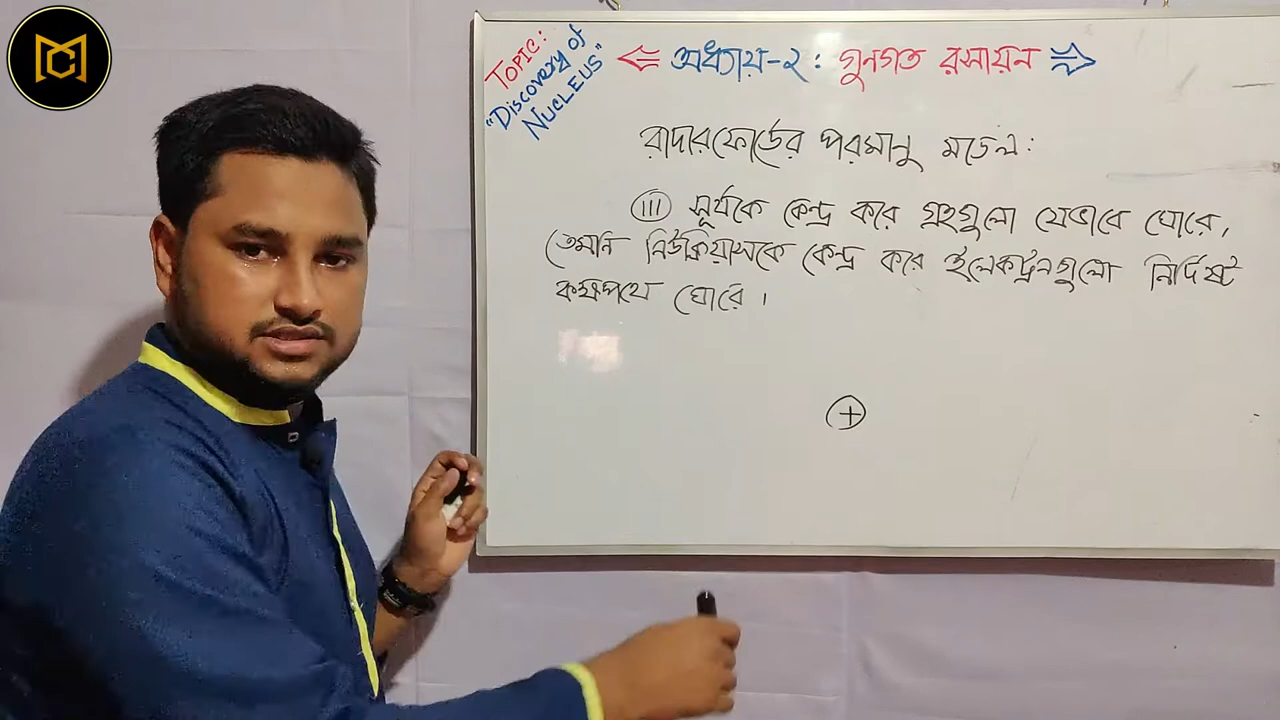 TOPIC:
"Discovery of
NUCLEUS"
অধ্যায়-২: গুনগত রসায়ন
রাদারফোর্ডের পরমানু মডেল:
(iii) সূর্যকে কেন্দ্র করে গ্রহগুলো যেভাবে ঘোরে,
তেমনি নিউক্লিয়াসকে কেন্দ্র করে ইলেকট্রনগুলো নির্দিষ্ট
কক্ষপথে ঘোরে।
+